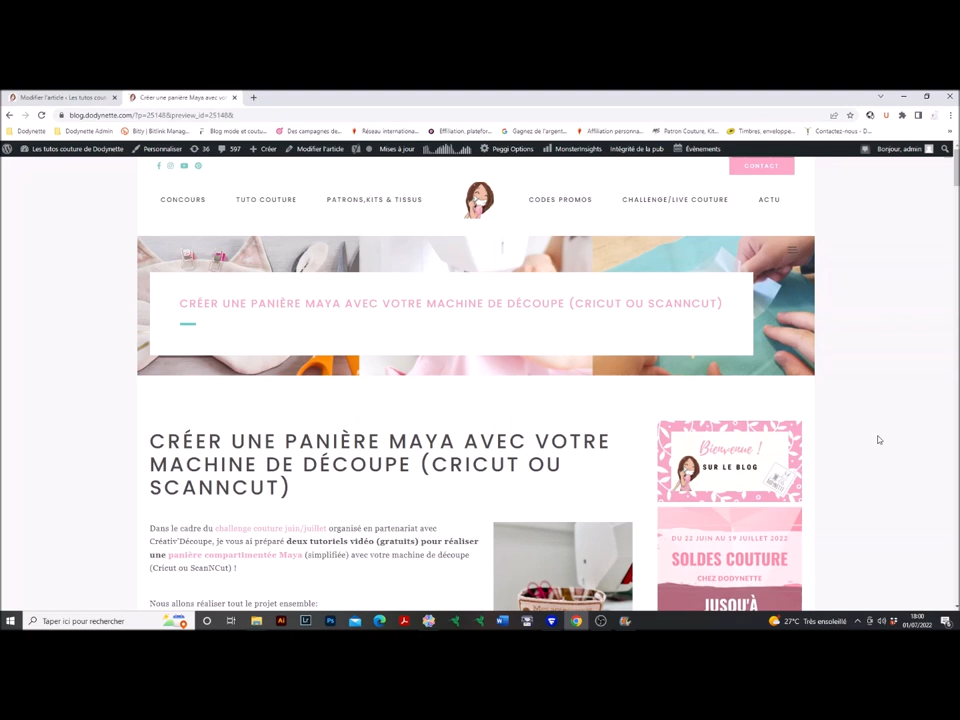 Modifier l'article ‹ Les tutos cout
Créer une panière Maya avec vo
blog.dodynette.com/?p=25148&preview_id=25148&
Dodynette
Dodynette Admin
Bitly | Bitlink Manag...
Blog mode et coutu...
Des campagnes de...
Réseau internationa...
Effiliation, platefor...
Gagnez de l'argent...
Affiliation personna...
Patron Couture, Kit...
Timbres, enveloppe...
Contactez-nous - D...
Les tutos couture de Dodynette
Personnaliser
36
597
Créer
Modifier l'article
Mises à jour
Peggi Options
MonsterInsights
Intégrité de la pub
Évènements
Bonjour, admin
CONTACT
CONCOURS
TUTO COUTURE
PATRONS,KITS & TISSUS
CODES PROMOS
CHALLENGE/LIVE COUTURE
ACTU
CRÉER UNE PANIÈRE MAYA AVEC VOTRE MACHINE DE DÉCOUPE (CRICUT OU SCANNCUT)
CRÉER UNE PANIÈRE MAYA AVEC VOTRE
MACHINE DE DÉCOUPE (CRICUT OU
SCANNCUT)
Dans le cadre du challenge couture juin/juillet organisé en partenariat avec
Créativ'Découpe, je vous ai préparé deux tutoriels vidéo (gratuits) pour réaliser
une panière compartimentée Maya (simplifiée) avec votre machine de découpe
(Cricut ou ScanNCut) !
Nous allons réaliser tout le projet ensemble:
Bienvenue !
SUR LE BLOG
DU 22 JUIN AU 19 JUILLET 2022
SOLDES COUTURE
CHEZ DODYNETTE
JUSQU'À
Taper ici pour rechercher
27°C Très ensoleillé
18:00
01/07/2022